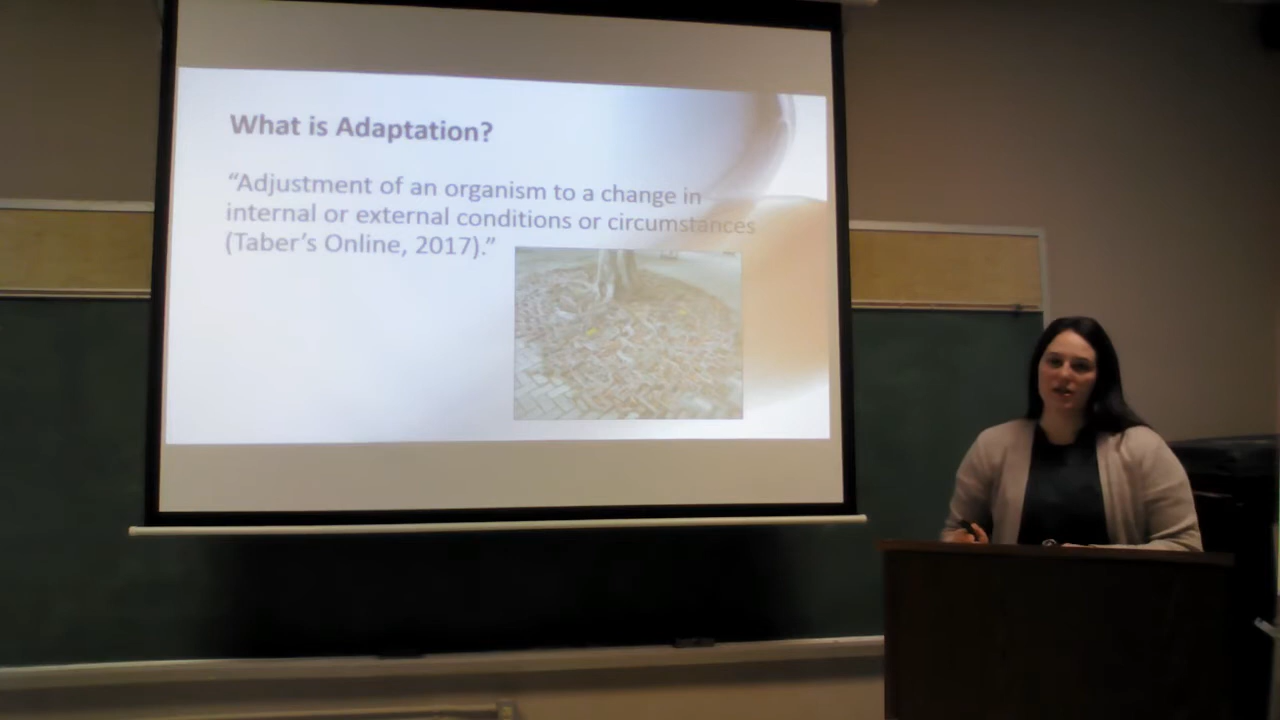 What is Adaptation?
“Adjustment of an organism to a change in
internal or external conditions or circumstances
(Taber’s Online, 2017).”